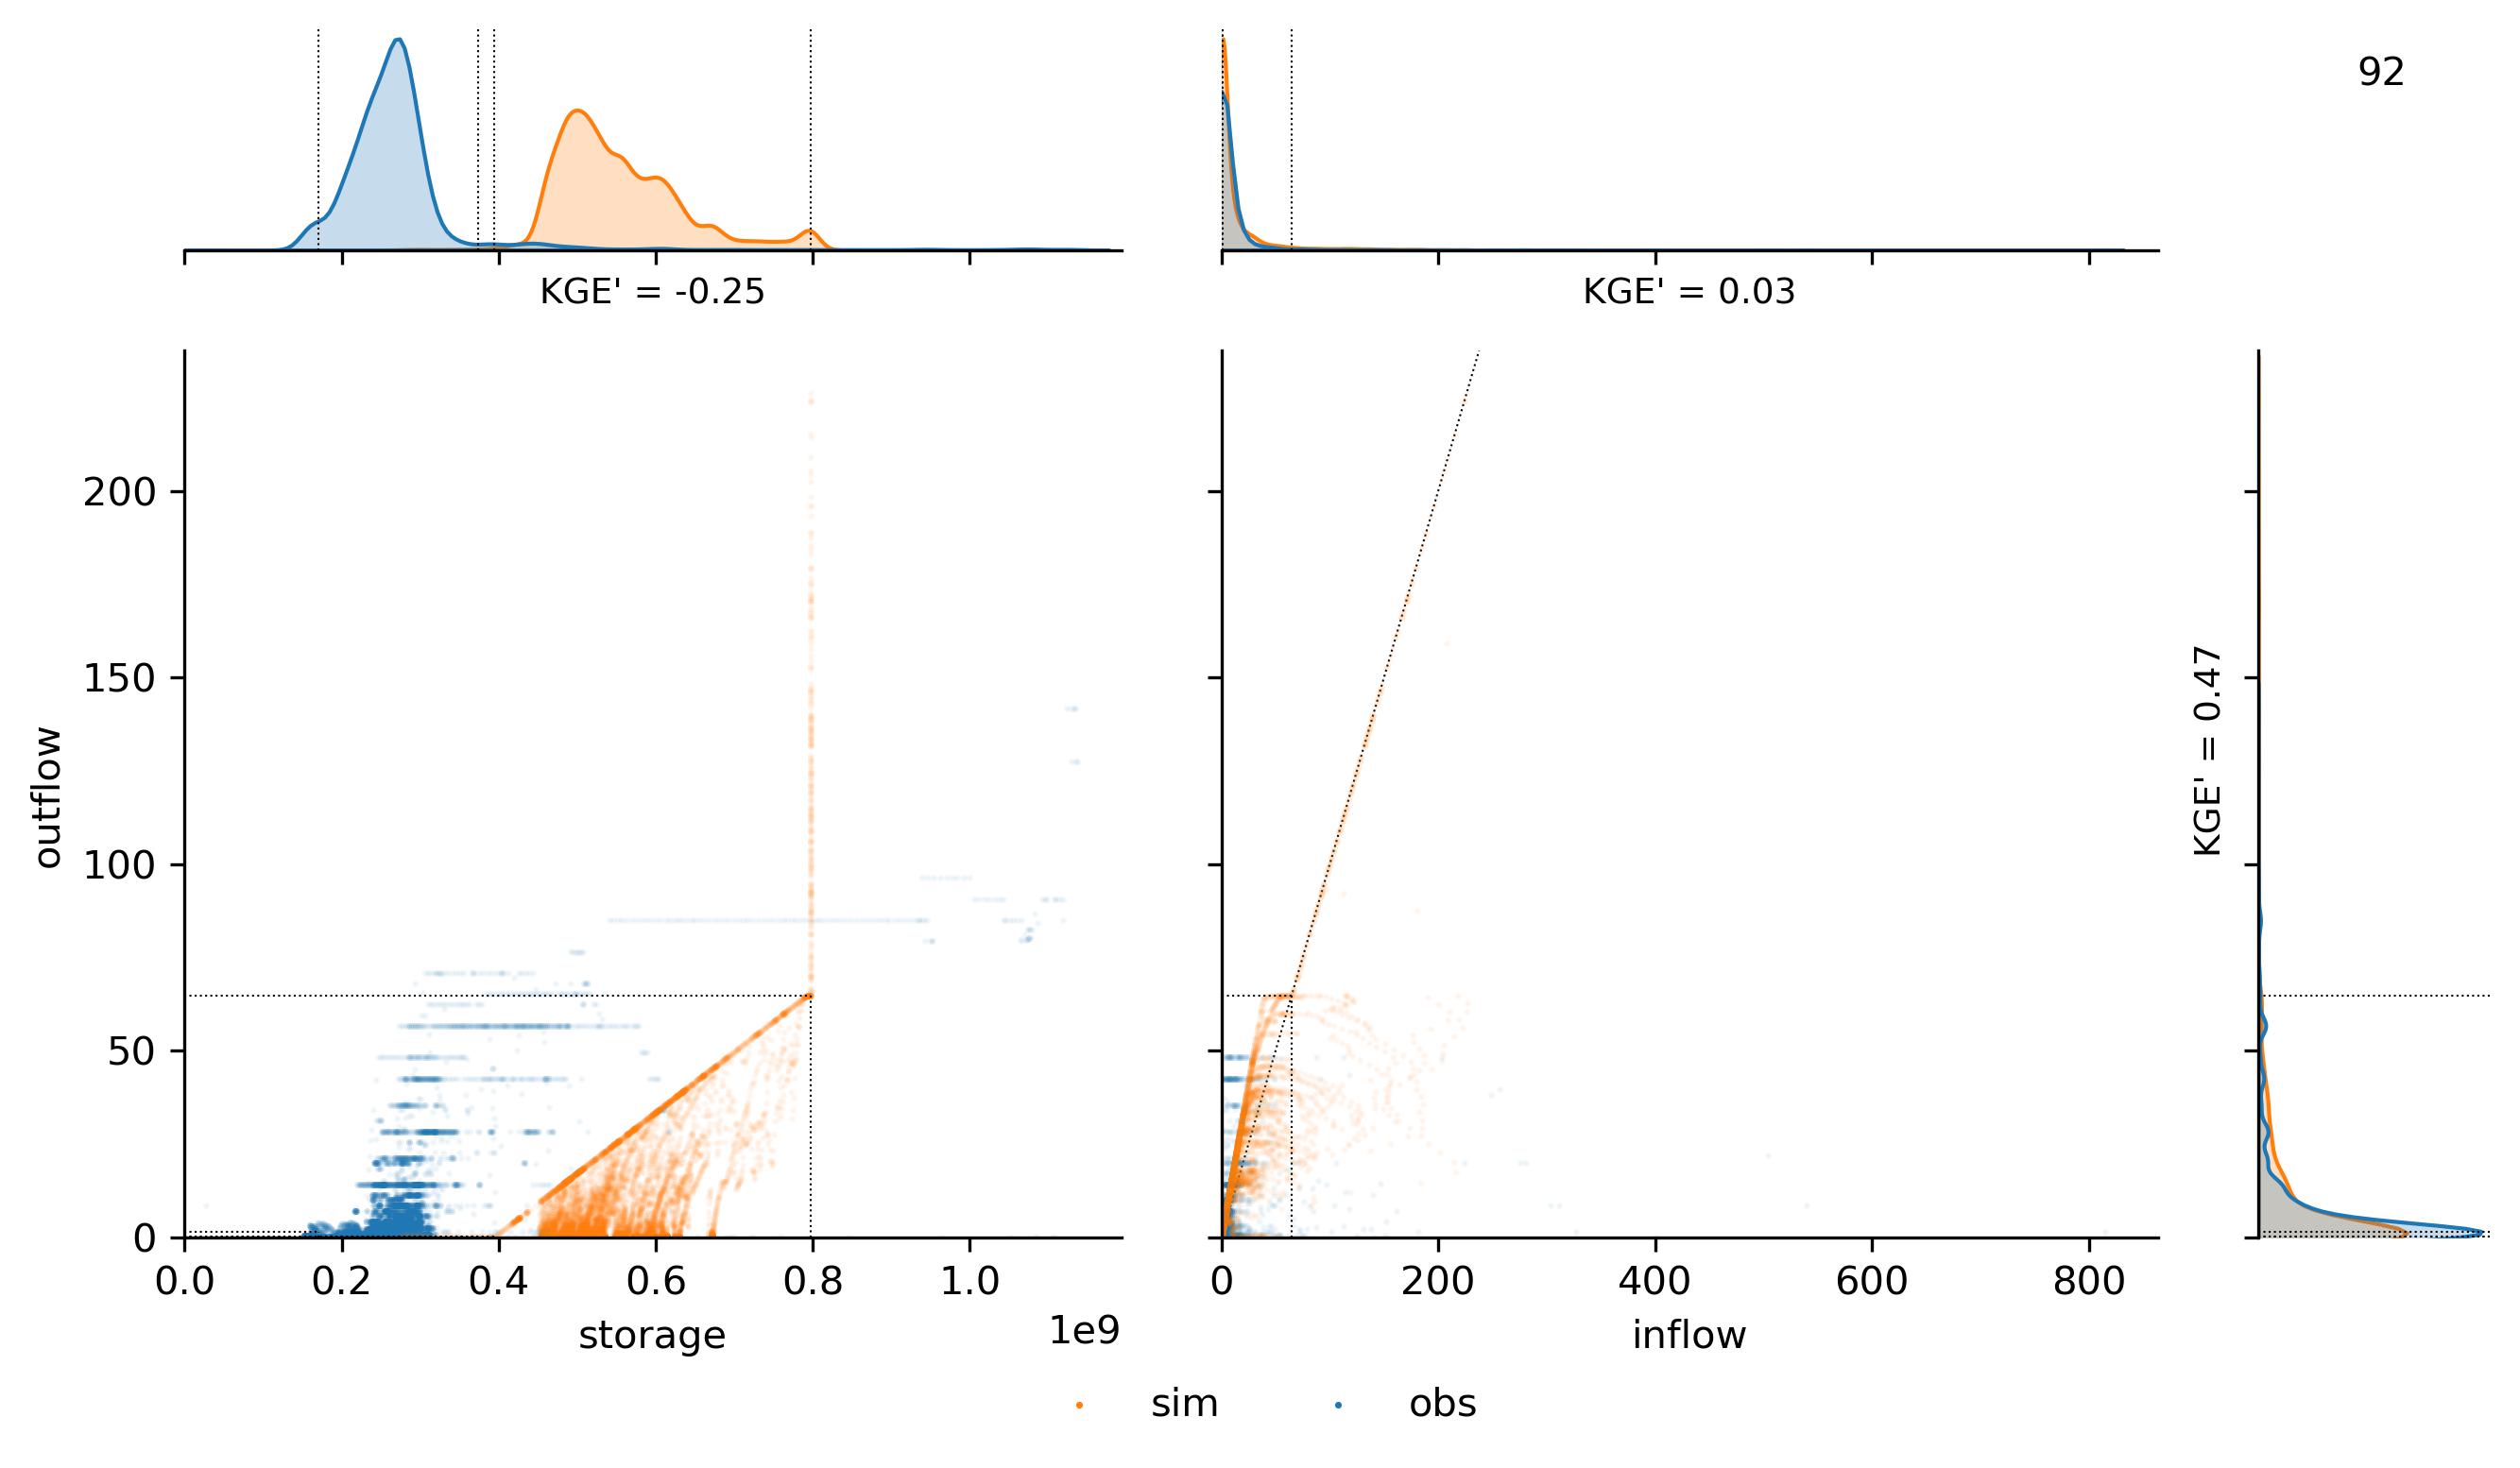 92
KGE' = -0.25
KGE' = 0.03
outflow
200
150
100
50
0
0.0 0.2 0.4 0.6 0.8 1.0
storage
1e9
0 200 400 600 800
inflow
KGE' = 0.47
sim obs